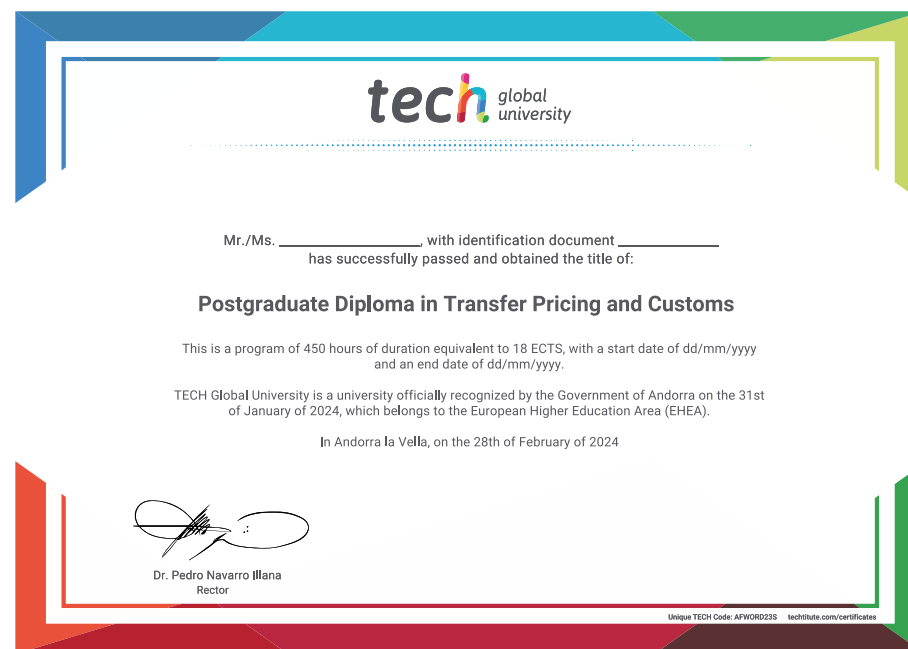 tech global university
Mr./Ms. ____________________, with identification document ______________
has successfully passed and obtained the title of:
Postgraduate Diploma in Transfer Pricing and Customs
This is a program of 450 hours of duration equivalent to 18 ECTS, with a start date of dd/mm/yyyy
and an end date of dd/mm/yyyy.
TECH Global University is a university officially recognized by the Government of Andorra on the 31st
of January of 2024, which belongs to the European Higher Education Area (EHEA).
In Andorra la Vella, on the 28th of February of 2024
Dr. Pedro Navarro Illana
Rector
Unique TECH Code: AFWORD23S techtitute.com/certificates